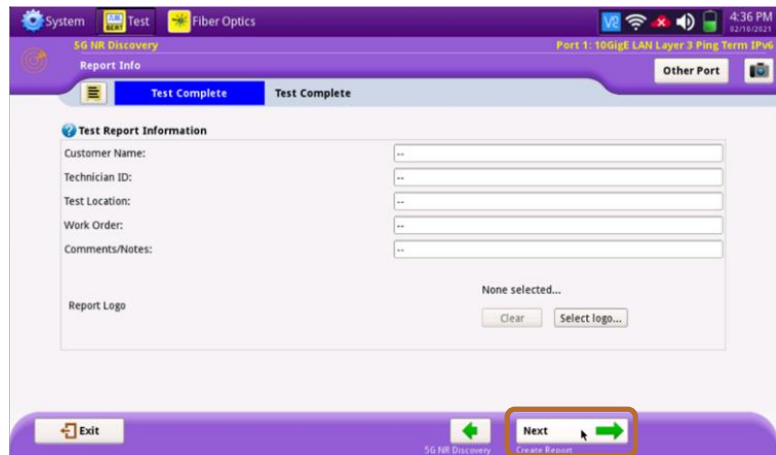 System Test Fiber Optics 4:36 PM
02/10/2021
5G NR Discovery Port 1: 10GigE LAN Layer 3 Ping Term IPv6
Report Info Other Port
Test Complete Test Complete
Test Report Information
Customer Name: --
Technician ID: --
Test Location: --
Work Order: --
Comments/Notes: --
None selected...
Report Logo
Clear Select logo...
Exit Next
5G NR Discovery Create Report